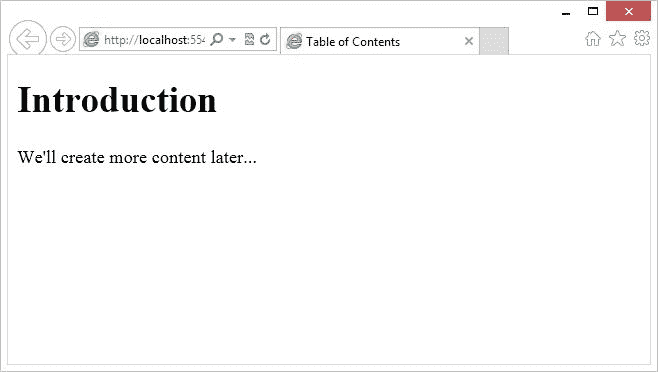 http://localhost:554
Table of Contents
Introduction
We'll create more content later...